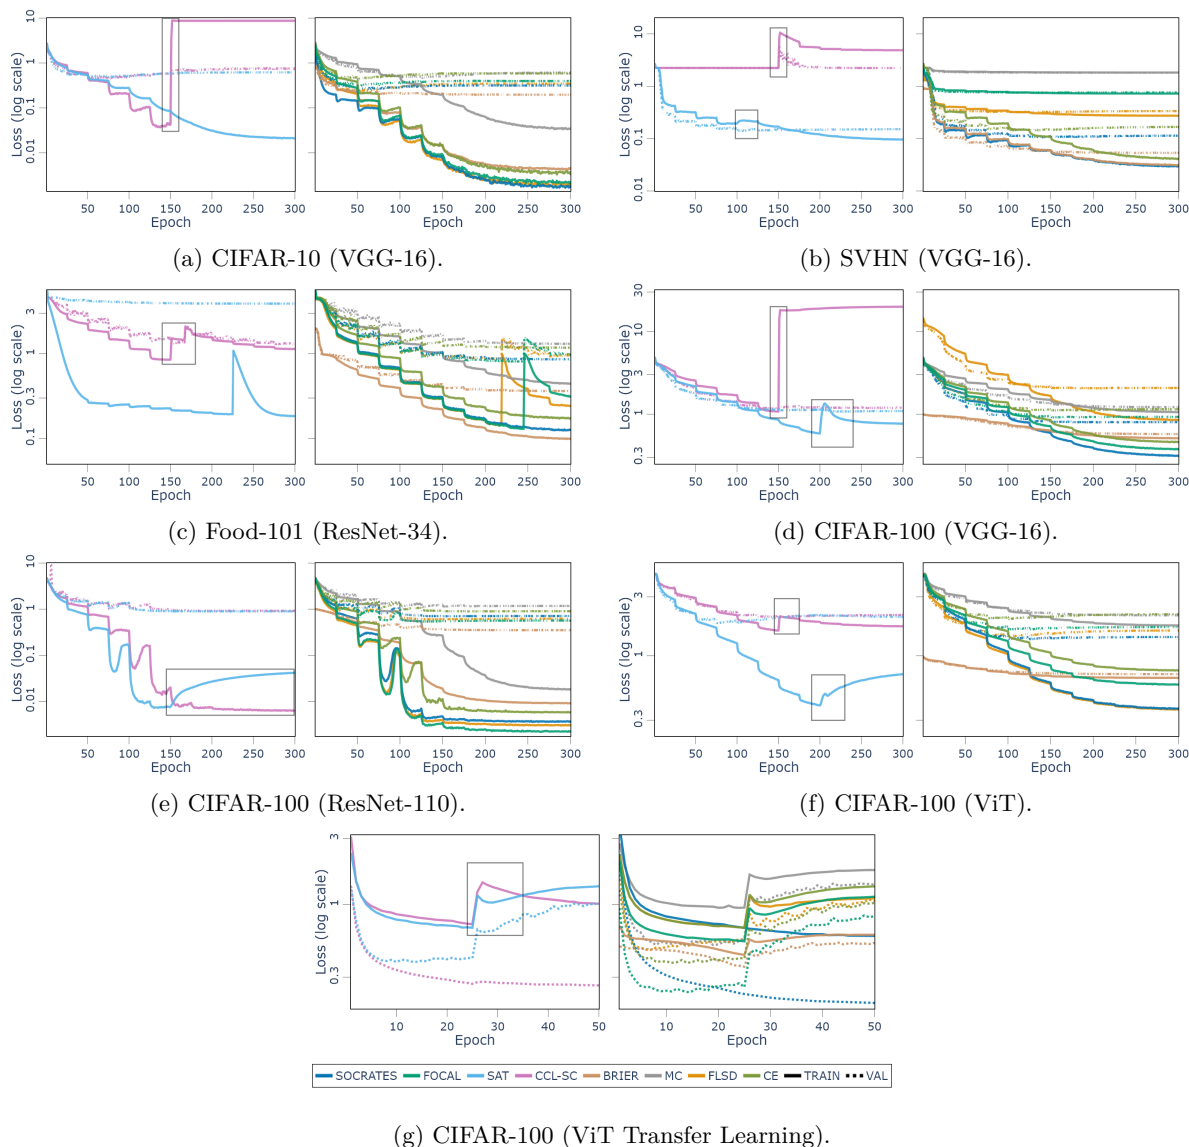 Loss (log scale)
10
1
0.1
0.01
50 100 150 200 250 300
Epoch
50 100 150 200 250 300
Epoch
(a) CIFAR-10 (VGG-16).
Loss (log scale)
10
1
0.1
0.01
50 100 150 200 250 300
Epoch
50 100 150 200 250 300
Epoch
(b) SVHN (VGG-16).
Loss (log scale)
3
1
0.3
0.1
50 100 150 200 250 300
Epoch
50 100 150 200 250 300
Epoch
(c) Food-101 (ResNet-34).
Loss (log scale)
30
10
3
1
0.3
50 100 150 200 250 300
Epoch
50 100 150 200 250 300
Epoch
(d) CIFAR-100 (VGG-16).
Loss (log scale)
10
1
0.1
0.01
50 100 150 200 250 300
Epoch
50 100 150 200 250 300
Epoch
(e) CIFAR-100 (ResNet-110).
Loss (log scale)
3
1
0.3
50 100 150 200 250 300
Epoch
50 100 150 200 250 300
Epoch
(f) CIFAR-100 (ViT).
Loss (log scale)
3
1
0.3
10 20 30 40 50
Epoch
10 20 30 40 50
Epoch
SOCRATES FOCAL SAT CCL-SC BRIER MC FLSD CE TRAIN VAL
(g) CIFAR-100 (ViT Transfer Learning).